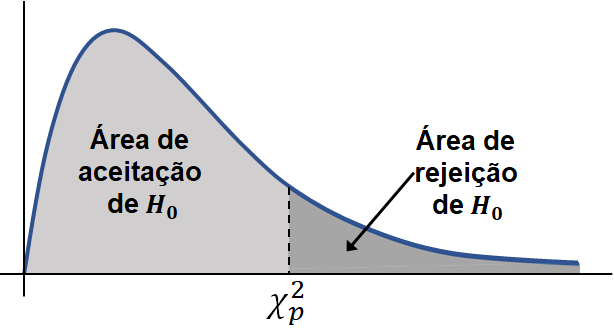 Área de
aceitação
de H₀
Área de
rejeição
de H₀
χ²ₚ